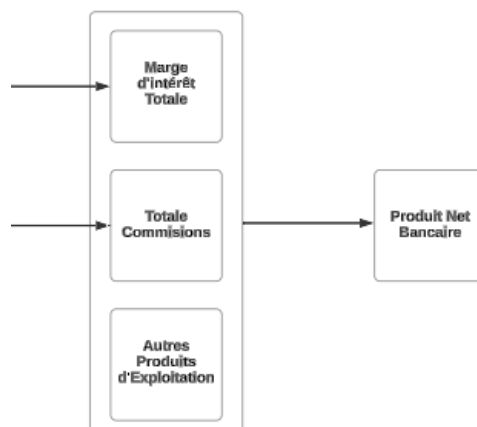 Marge
d'intérêt
Totale
Totale
Commisions
Produit Net
Bancaire
Autres
Produits
d'Exploitation